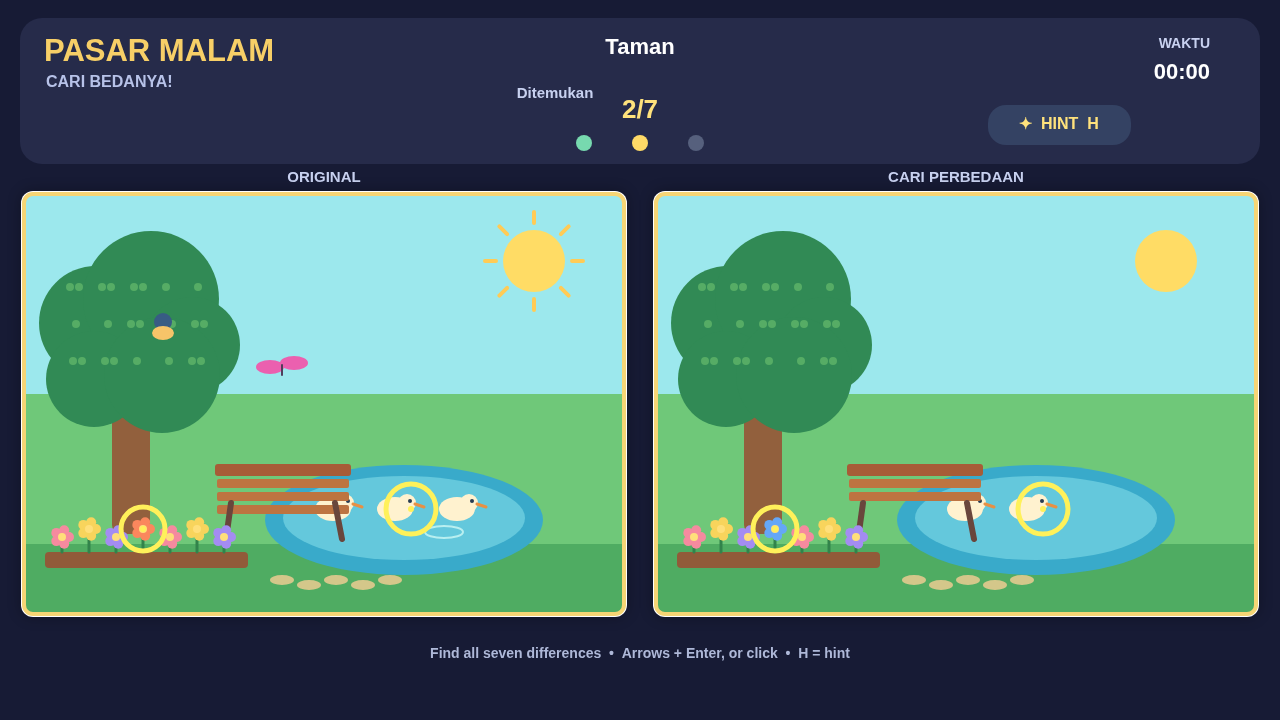 PASAR MALAM
CARI BEDANYA!
Taman
Ditemukan
2/7
WAKTU
00:00
✦ HINT H
ORIGINAL
CARI PERBEDAAN
Find all seven differences • Arrows + Enter, or click • H = hint